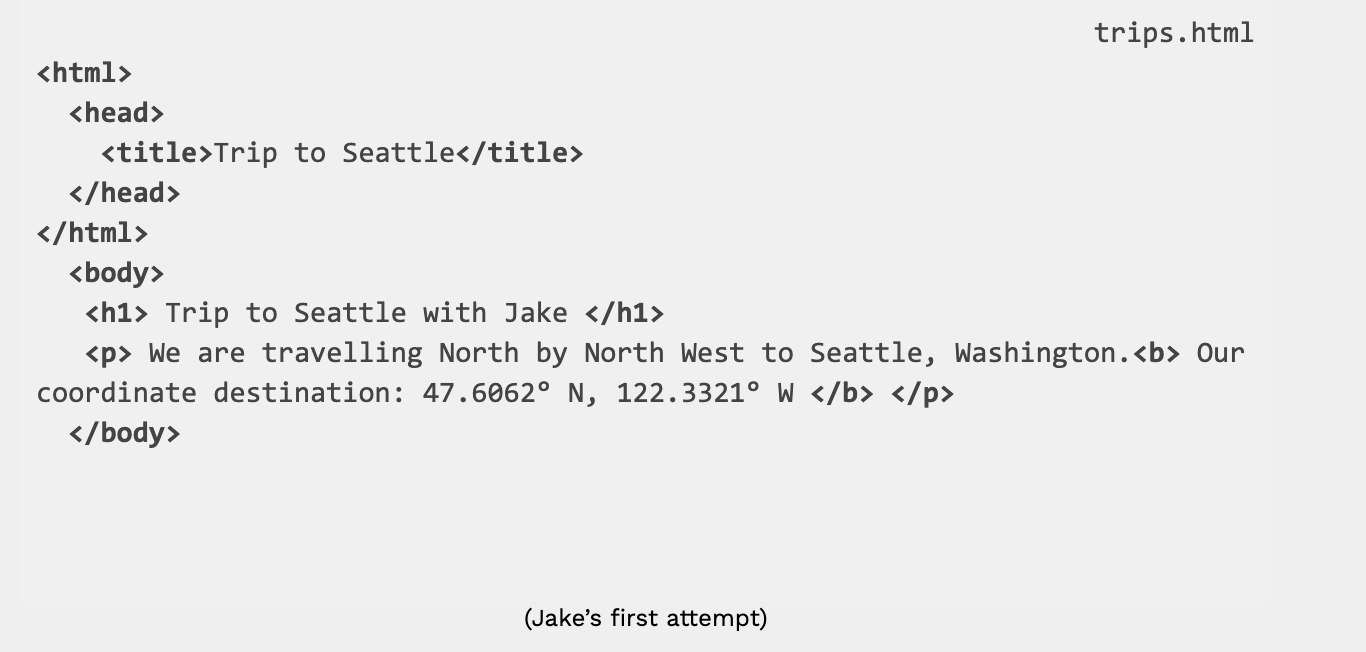 trips.html
<html>
<head>
<title>Trip to Seattle</title>
</head>
</html>
<body>
<h1> Trip to Seattle with Jake </h1>
<p> We are travelling North by North West to Seattle, Washington.<b> Our
coordinate destination: 47.6062° N, 122.3321° W </b> </p>
</body>
(Jake’s first attempt)